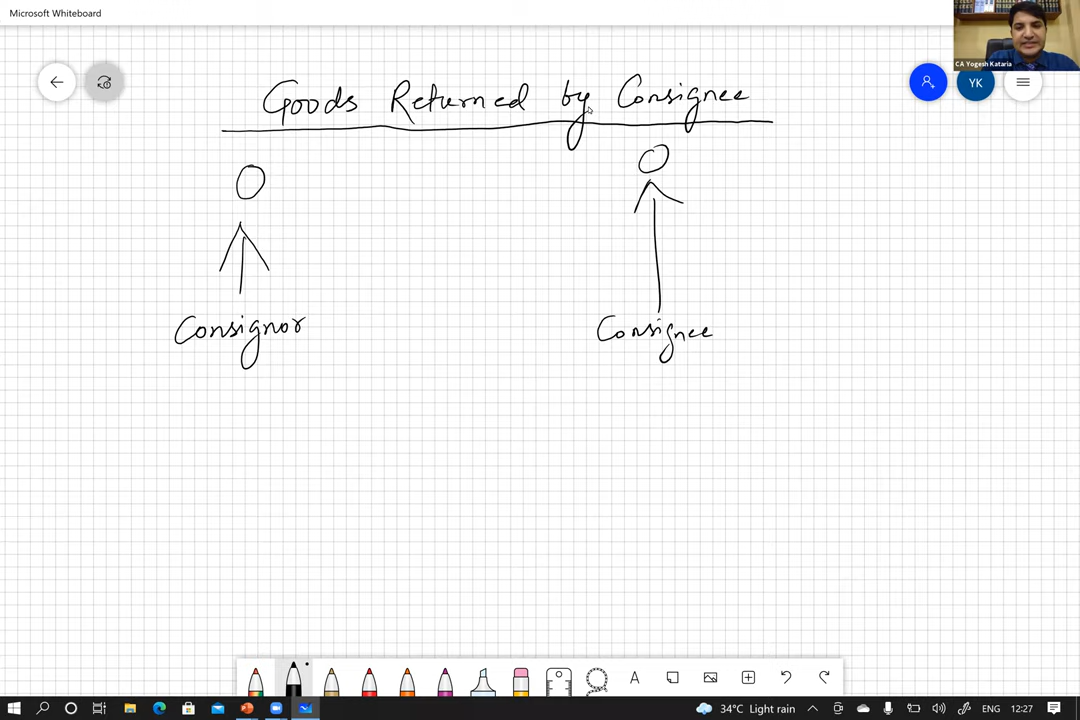 Microsoft Whiteboard
CA Yogesh Kataria
YK
Goods Returned by Consignee
Consignor
Consignee
A
34°C Light rain
ENG
12:27